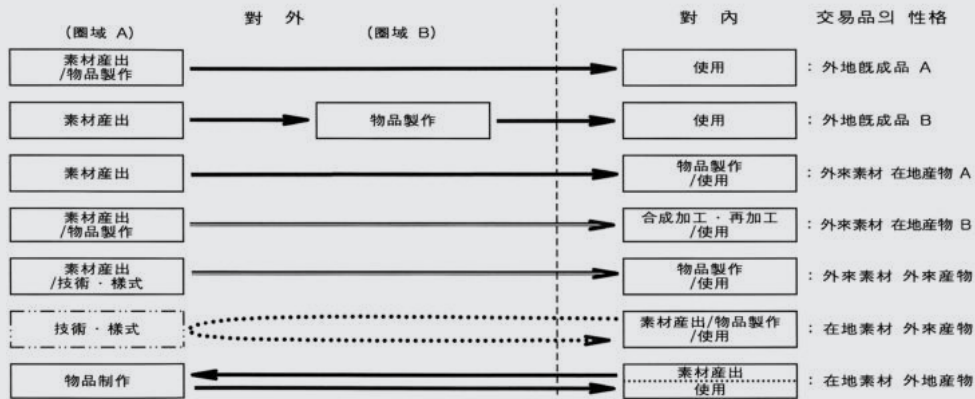 對外 對內 交易品의 性格
(圈域 A) (圈域 B)
素材産出
/物品製作 使用 : 外地旣成品 A
素材産出 物品製作 使用 : 外地旣成品 B
素材産出 物品製作
/使用 : 外來素材 在地産物 A
素材産出
/物品製作 合成加工・再加工
/使用 : 外來素材 在地産物 B
素材産出
/技術・樣式 物品製作
/使用 : 外來素材 外來産物
技術・樣式 素材産出/物品製作
/使用 : 在地素材 外來産物
物品制作 素材産出
使用 : 在地素材 外地産物